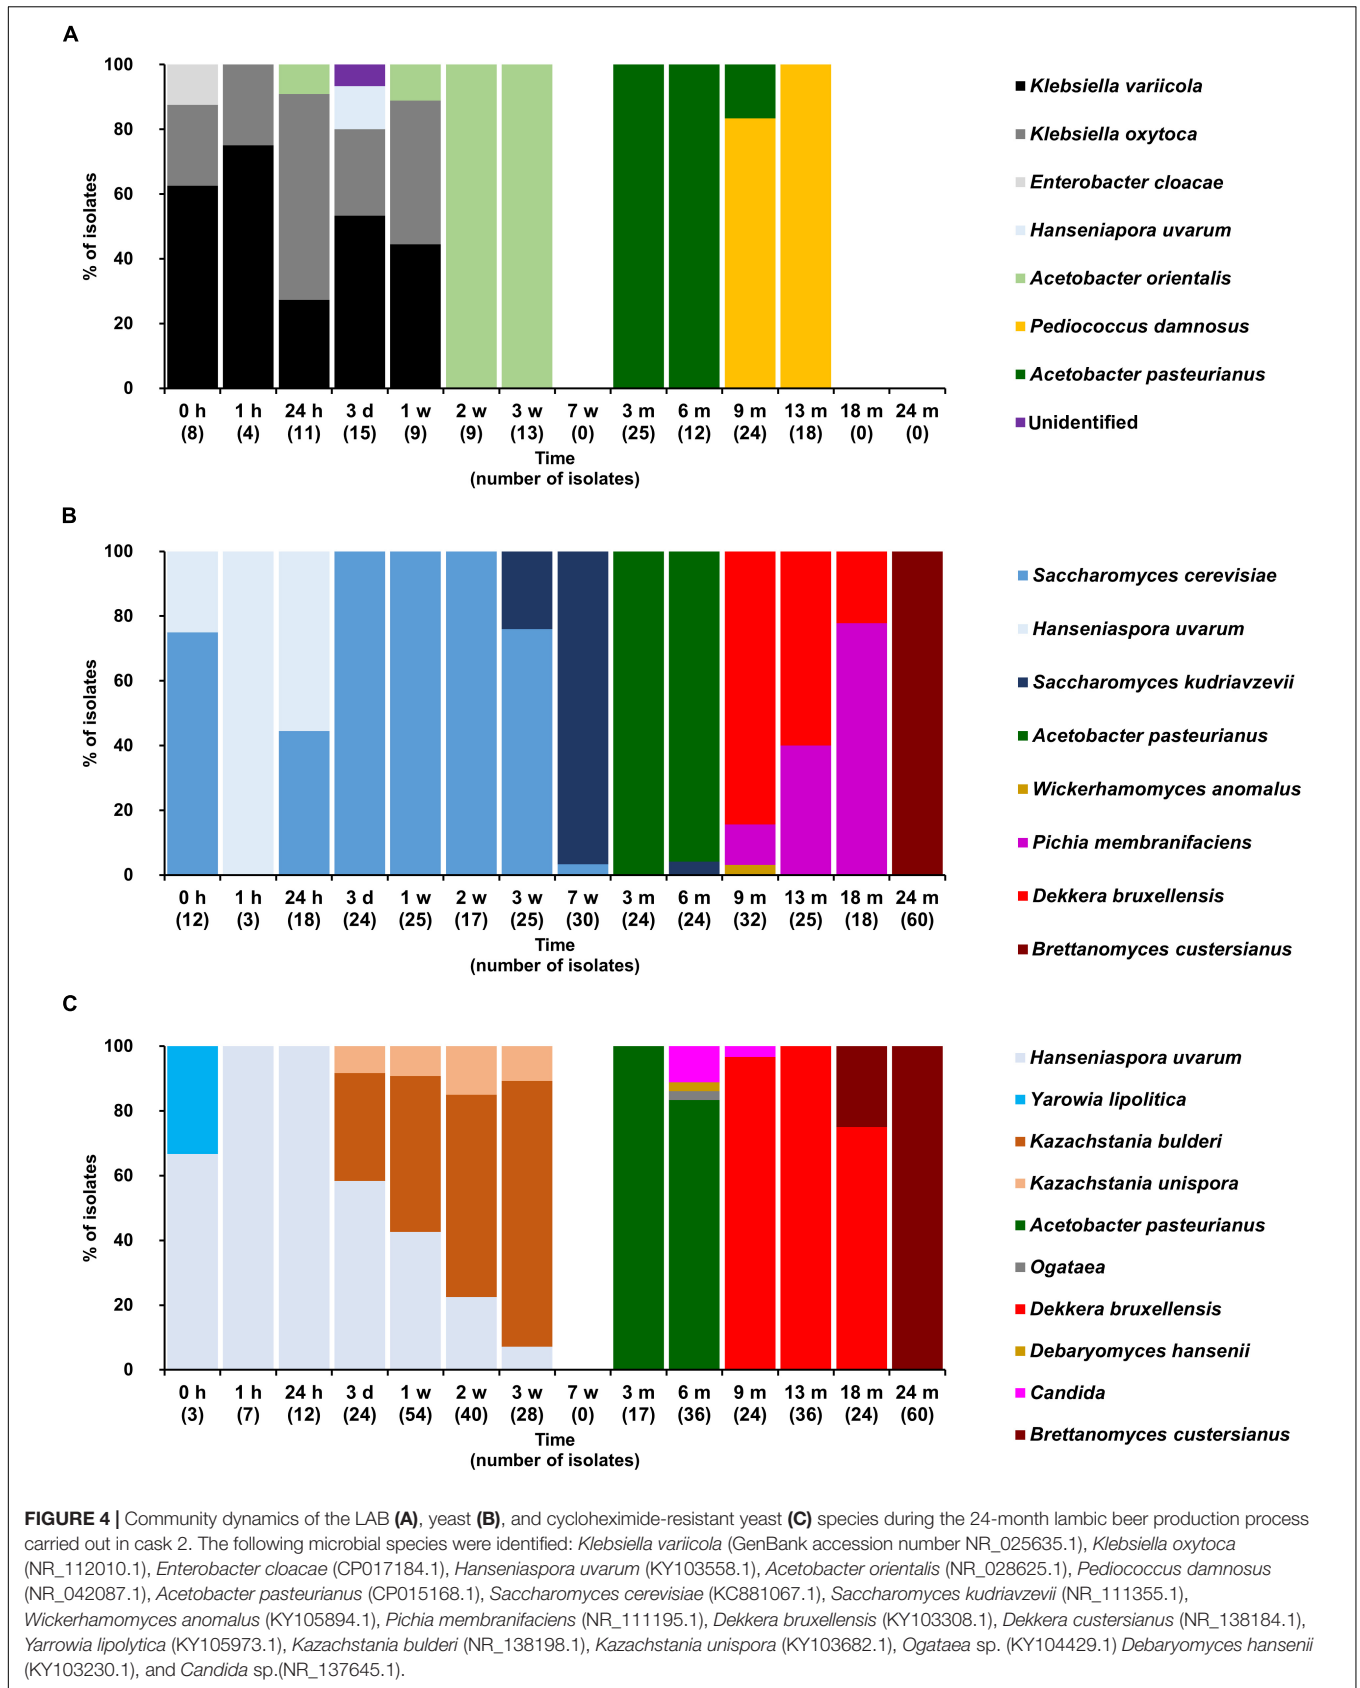 A
100
80
60
40
20
0
% of isolates
0 h 1 h 24 h 3 d 1 w 2 w 3 w 7 w 3 m 6 m 9 m 13 m 18 m 24 m
(8) (4) (11) (15) (9) (9) (13) (0) (25) (12) (24) (18) (0) (0)
Time
(number of isolates)
Klebsiella variicola
Klebsiella oxytoca
Enterobacter cloacae
Hanseniapora uvarum
Acetobacter orientalis
Pediococcus damnosus
Acetobacter pasteurianus
Unidentified
B
100
80
60
40
20
0
% of isolates
0 h 1 h 24 h 3 d 1 w 2 w 3 w 7 w 3 m 6 m 9 m 13 m 18 m 24 m
(12) (3) (18) (24) (25) (17) (25) (30) (24) (24) (32) (25) (18) (60)
Time
(number of isolates)
Saccharomyces cerevisiae
Hanseniaspora uvarum
Saccharomyces kudriavzevii
Acetobacter pasteurianus
Wickerhamomyces anomalus
Pichia membranifaciens
Dekkera bruxellensis
Brettanomyces custersianus
C
100
80
60
40
20
0
% of isolates
0 h 1 h 24 h 3 d 1 w 2 w 3 w 7 w 3 m 6 m 9 m 13 m 18 m 24 m
(3) (7) (12) (24) (54) (40) (28) (0) (17) (36) (24) (36) (24) (60)
Time
(number of isolates)
Hanseniaspora uvarum
Yarowia lipolitica
Kazachstania bulderi
Kazachstania unispora
Acetobacter pasteurianus
Ogataea
Dekkera bruxellensis
Debaryomyces hansenii
Candida
Brettanomyces custersianus
FIGURE 4 | Community dynamics of the LAB (A), yeast (B), and cycloheximide-resistant yeast (C) species during the 24-month lambic beer production process
carried out in cask 2. The following microbial species were identified: Klebsiella variicola (GenBank accession number NR_025635.1), Klebsiella oxytoca
(NR_112010.1), Enterobacter cloacae (CP017184.1), Hanseniaspora uvarum (KY103558.1), Acetobacter orientalis (NR_028625.1), Pediococcus damnosus
(NR_042087.1), Acetobacter pasteurianus (CP015168.1), Saccharomyces cerevisiae (KC881067.1), Saccharomyces kudriavzevii (NR_111355.1),
Wickerhamomyces anomalus (KY105894.1), Pichia membranifaciens (NR_111195.1), Dekkera bruxellensis (KY103308.1), Dekkera custersianus (NR_138184.1),
Yarrowia lipolytica (KY105973.1), Kazachstania bulderi (NR_138198.1), Kazachstania unispora (KY103682.1), Ogataea sp. (KY104429.1) Debaryomyces hansenii
(KY103230.1), and Candida sp.(NR_137645.1).